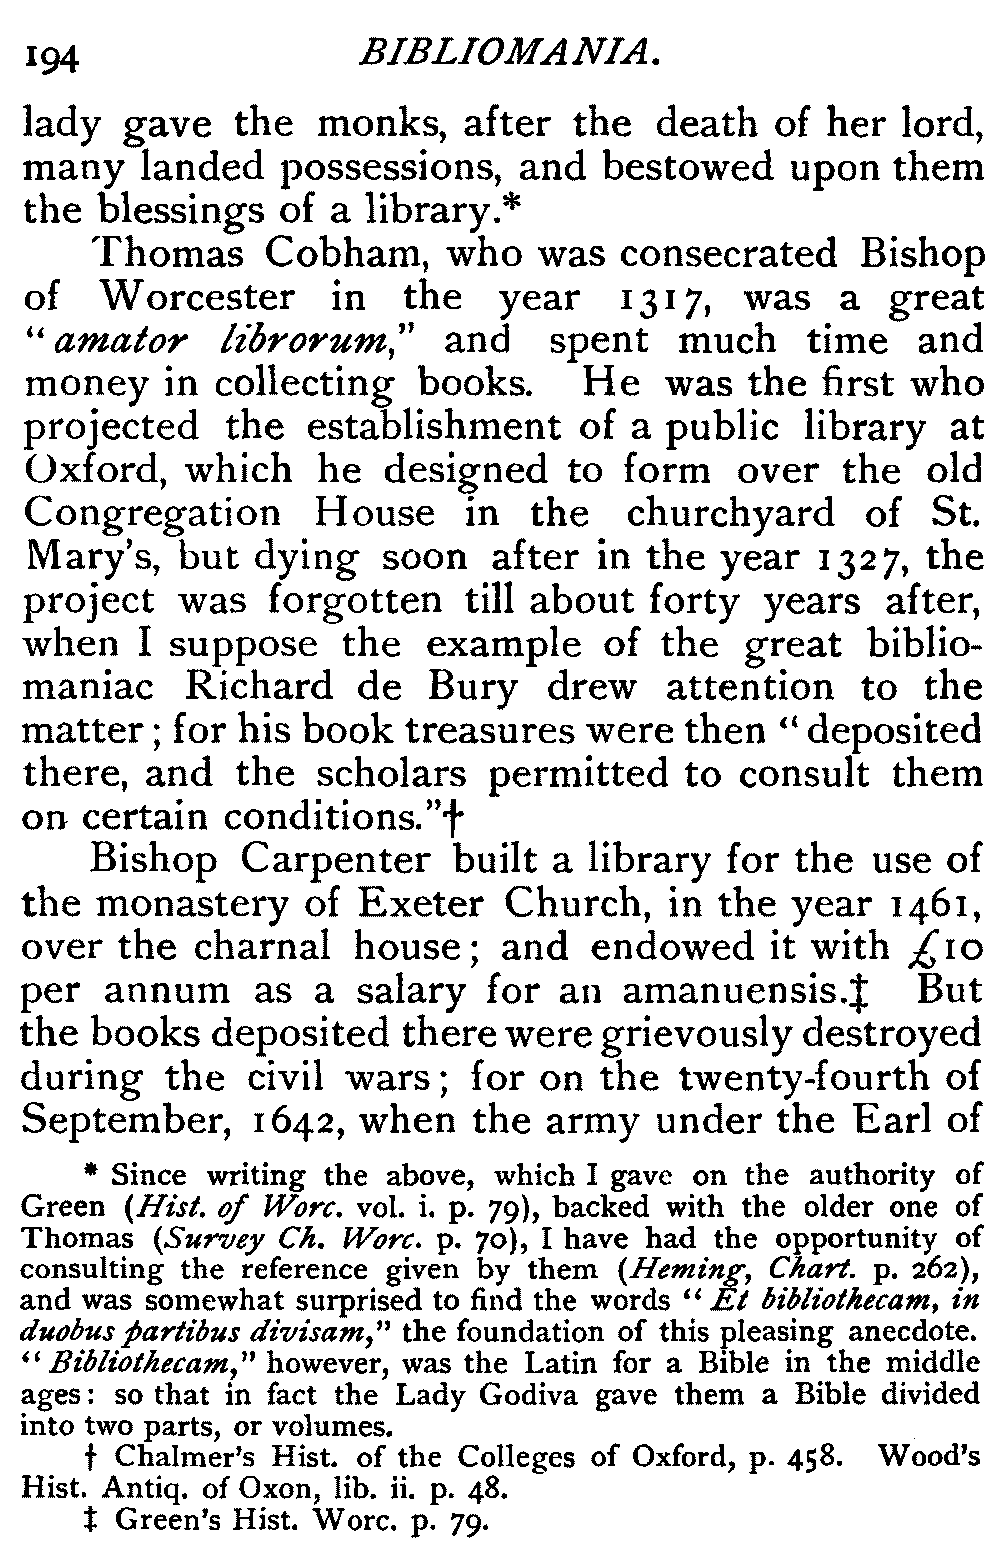 194 BIBLIOMANIA.
lady gave the monks, after the death of her lord,
many landed possessions, and bestowed upon them
the blessings of a library.*
Thomas Cobham, who was consecrated Bishop
of Worcester in the year 1317, was a great
“amator librorum,” and spent much time and
money in collecting books. He was the first who
projected the establishment of a public library at
Oxford, which he designed to form over the old
Congregation House in the churchyard of St.
Mary's, but dying soon after in the year 1327, the
project was forgotten till about forty years after,
when I suppose the example of the great biblio-
maniac Richard de Bury drew attention to the
matter; for his book treasures were then “deposited
there, and the scholars permitted to consult them
on certain conditions.”†
Bishop Carpenter built a library for the use of
the monastery of Exeter Church, in the year 1461,
over the charnal house; and endowed it with £10
per annum as a salary for an amanuensis.‡ But
the books deposited there were grievously destroyed
during the civil wars; for on the twenty-fourth of
September, 1642, when the army under the Earl of
* Since writing the above, which I gave on the authority of
Green (Hist. of Worc. vol. i. p. 79), backed with the older one of
Thomas (Survey Ch. Worc. p. 70), I have had the opportunity of
consulting the reference given by them (Heming, Chart. p. 262),
and was somewhat surprised to find the words “Et bibliothecam, in
duobus partibus divisam,” the foundation of this pleasing anecdote.
“Bibliothecam,” however, was the Latin for a Bible in the middle
ages: so that in fact the Lady Godiva gave them a Bible divided
into two parts, or volumes.
† Chalmer's Hist. of the Colleges of Oxford, p. 458. Wood's
Hist. Antiq. of Oxon, lib. ii. p. 48.
‡ Green's Hist. Worc. p. 79.